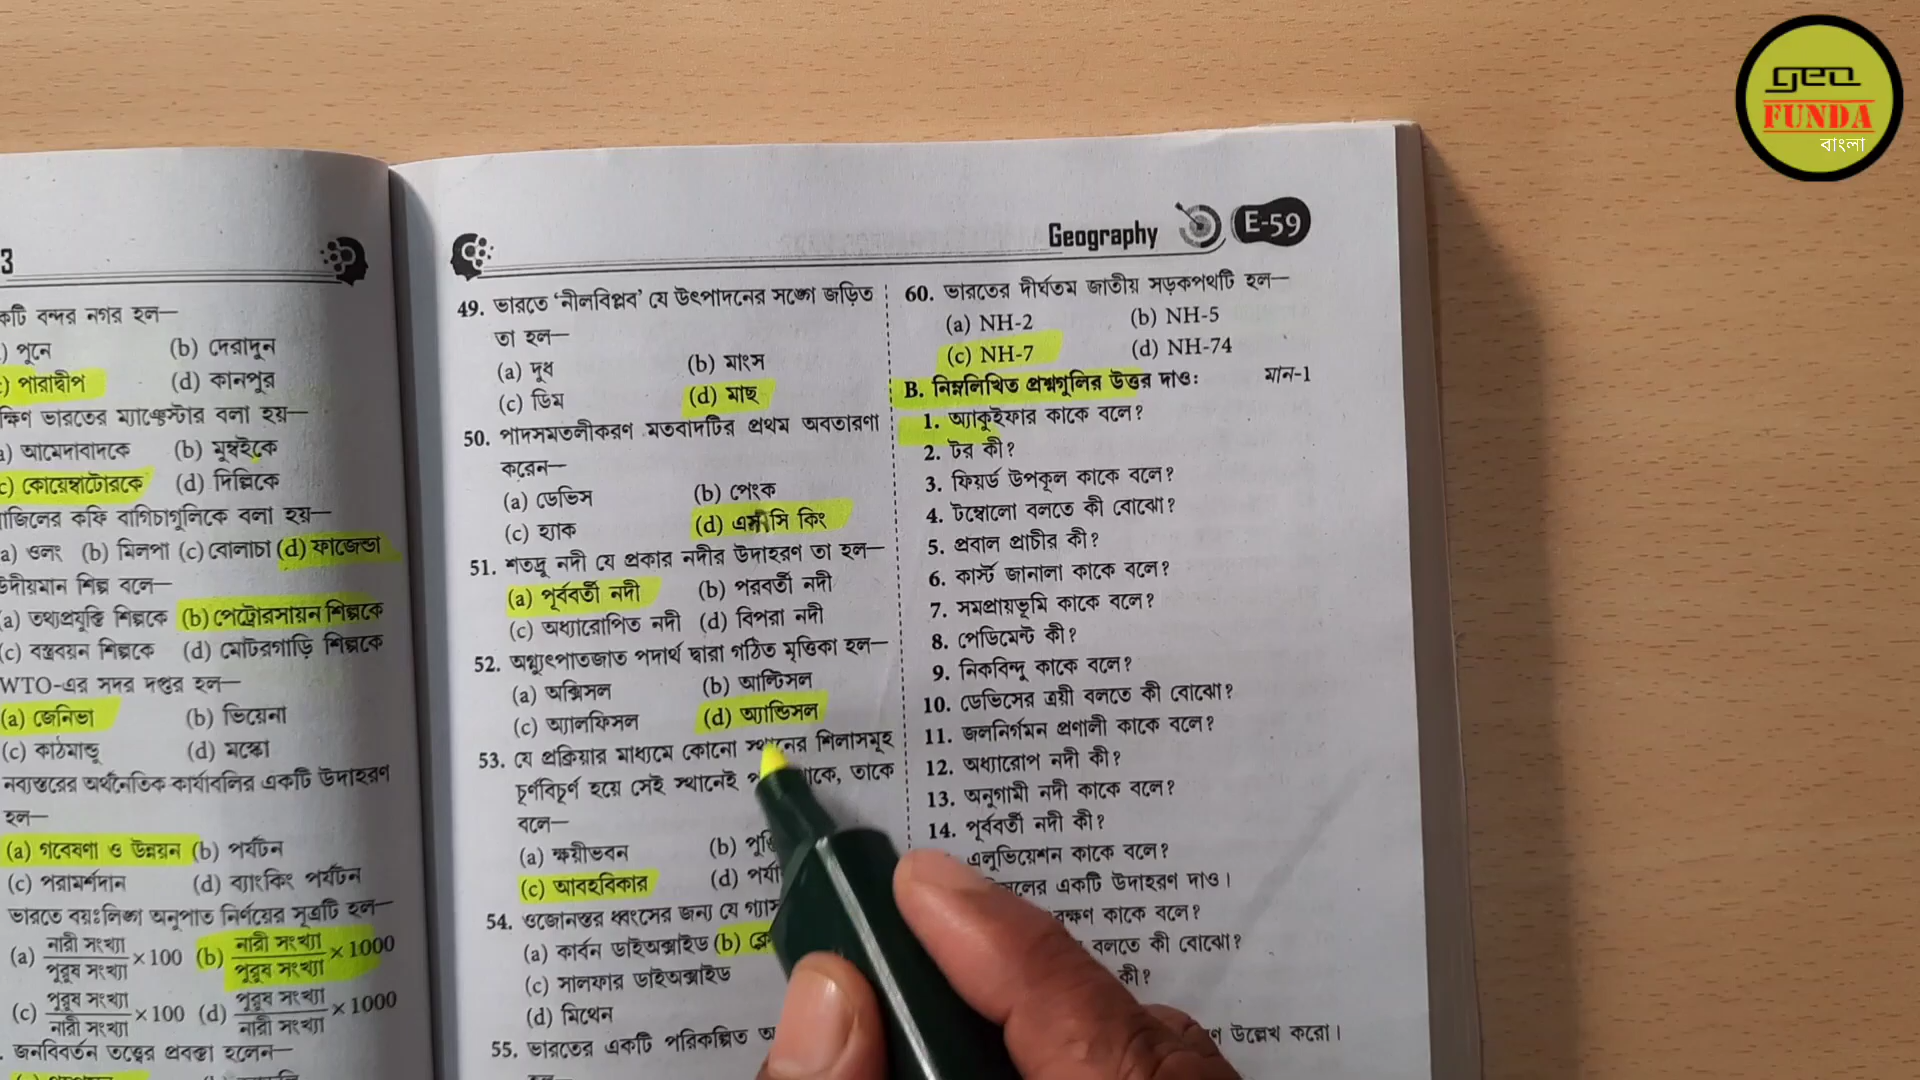 geo
FUNDA
বাংলা
3
কটি বন্দর নগর হল—
) পুনে (b) দেরাদুন
c) পারাদ্বীপ (d) কানপুর
ক্ষিণ ভারতের ম্যাঞ্চেস্টার বলা হয়—
a) আমেদাবাদকে (b) মুম্বইকে
c) কোয়েম্বাটোরকে (d) দিল্লিকে
াজিলের কফি বাগিচাগুলিকে বলা হয়—
a) ওলং (b) মিলপা (c) বোলাচা (d) ফাজেন্ডা
উদীয়মান শিল্প বলে—
(a) তথ্যপ্রযুক্তি শিল্পকে (b) পেট্রোরসায়ন শিল্পকে
(c) বস্ত্রবয়ন শিল্পকে (d) মোটরগাড়ি শিল্পকে
WTO-এর সদর দপ্তর হল—
(a) জেনিভা (b) ভিয়েনা
(c) কাঠমান্ডু (d) মস্কো
নব্যস্তরের অর্থনৈতিক কার্যাবলির একটি উদাহরণ
হল—
(a) গবেষণা ও উন্নয়ন (b) পর্যটন
(c) পরামর্শদান (d) ব্যাংকিং পর্যটন
ভারতে বয়ঃলিঙ্গ অনুপাত নির্ণয়ের সূত্রটি হল—
(a) নারী সংখ্যা/পুরুষ সংখ্যা × 100 (b) নারী সংখ্যা/পুরুষ সংখ্যা × 1000
(c) পুরুষ সংখ্যা/নারী সংখ্যা × 100 (d) পুরুষ সংখ্যা/নারী সংখ্যা × 1000
. জনবিবর্তন তত্ত্বের প্রবক্তা হলেন—
Geography E-59
49. ভারতে ‘নীলবিপ্লব’ যে উৎপাদনের সঙ্গে জড়িত
তা হল—
(a) দুধ (b) মাংস
(c) ডিম (d) মাছ
50. পাদসমতলীকরণ মতবাদটির প্রথম অবতারণা
করেন—
(a) ডেভিস (b) পেংক
(c) হ্যাক (d) এল সি কিং
51. শতদ্রু নদী যে প্রকার নদীর উদাহরণ তা হল—
(a) পূর্ববর্তী নদী (b) পরবর্তী নদী
(c) অধ্যারোপিত নদী (d) বিপরা নদী
52. অগ্ন্যুৎপাতজাত পদার্থ দ্বারা গঠিত মৃত্তিকা হল—
(a) অক্সিসল (b) আল্টিসল
(c) অ্যালফিসল (d) অ্যান্ডিসল
53. যে প্রক্রিয়ার মাধ্যমে কোনো স্থানের শিলাসমূহ
চূর্ণবিচূর্ণ হয়ে সেই স্থানেই থাকে, তাকে
বলে—
(a) ক্ষয়ীভবন (b)
(c) আবহবিকার (d)
54. ওজোনস্তর ধ্বংসের জন্য যে গ্যাস
(a) কার্বন ডাইঅক্সাইড (b)
(c) সালফার ডাইঅক্সাইড
(d) মিথেন
55. ভারতের একটি পরিকল্পিত
হল—
60. ভারতের দীর্ঘতম জাতীয় সড়কপথটি হল—
(a) NH-2 (b) NH-5
(c) NH-7 (d) NH-74
B. নিম্নলিখিত প্রশ্নগুলির উত্তর দাও: মান-1
1. অ্যাকুইফার কাকে বলে?
2. টর কী?
3. ফিয়র্ড উপকূল কাকে বলে?
4. টম্বোলো বলতে কী বোঝো?
5. প্রবাল প্রাচীর কী?
6. কার্স্ট জানালা কাকে বলে?
7. সমপ্রায়ভূমি কাকে বলে?
8. পেডিমেন্ট কী?
9. নিকবিন্দু কাকে বলে?
10. ডেভিসের ত্রয়ী বলতে কী বোঝো?
11. জলনির্গমন প্রণালী কাকে বলে?
12. অধ্যারোপ নদী কী?
13. অনুগামী নদী কাকে বলে?
14. পূর্ববর্তী নদী কী?
এলুভিয়েশন কাকে বলে?
সলের একটি উদাহরণ দাও।
ক্ষণ কাকে বলে?
বলতে কী বোঝো?
কী?
উল্লেখ করো।